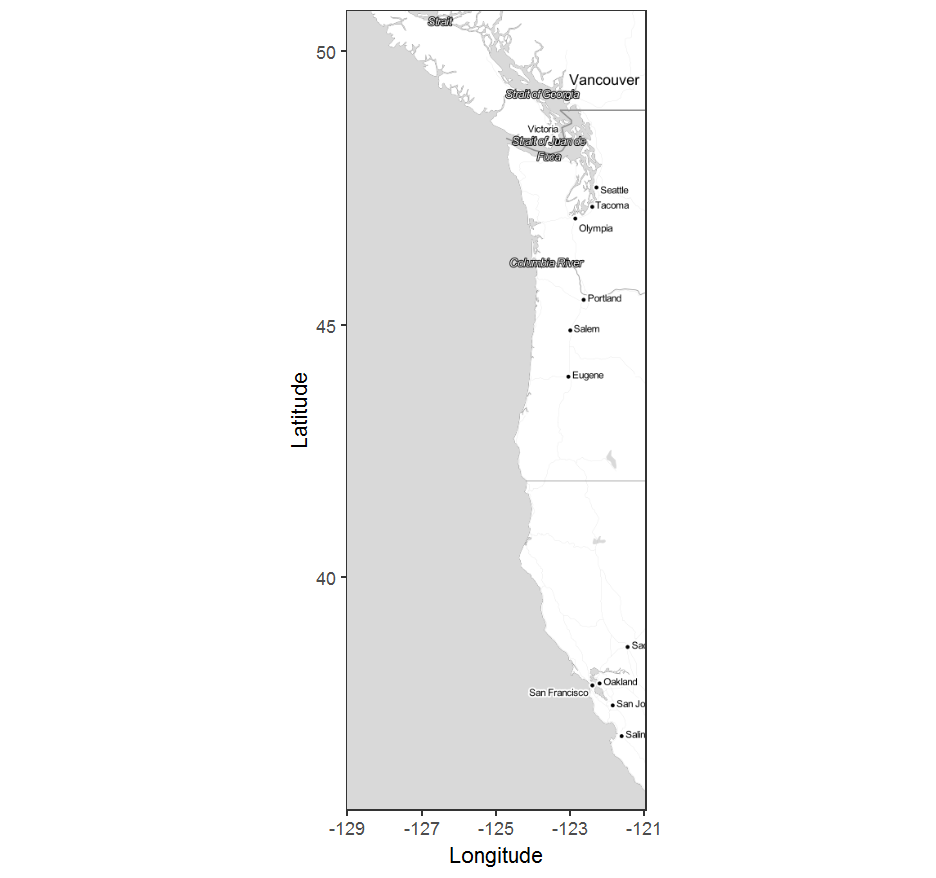 Strait
50
Vancouver
Strait of Georgia
Victoria
Strait of Juan de
Fuca
Seattle
Tacoma
Olympia
Columbia River
Portland
45
Salem
Eugene
Latitude
40
Sac
Oakland
San Francisco
San Jo
Salin
-129
-127
-125
-123
-121
Longitude